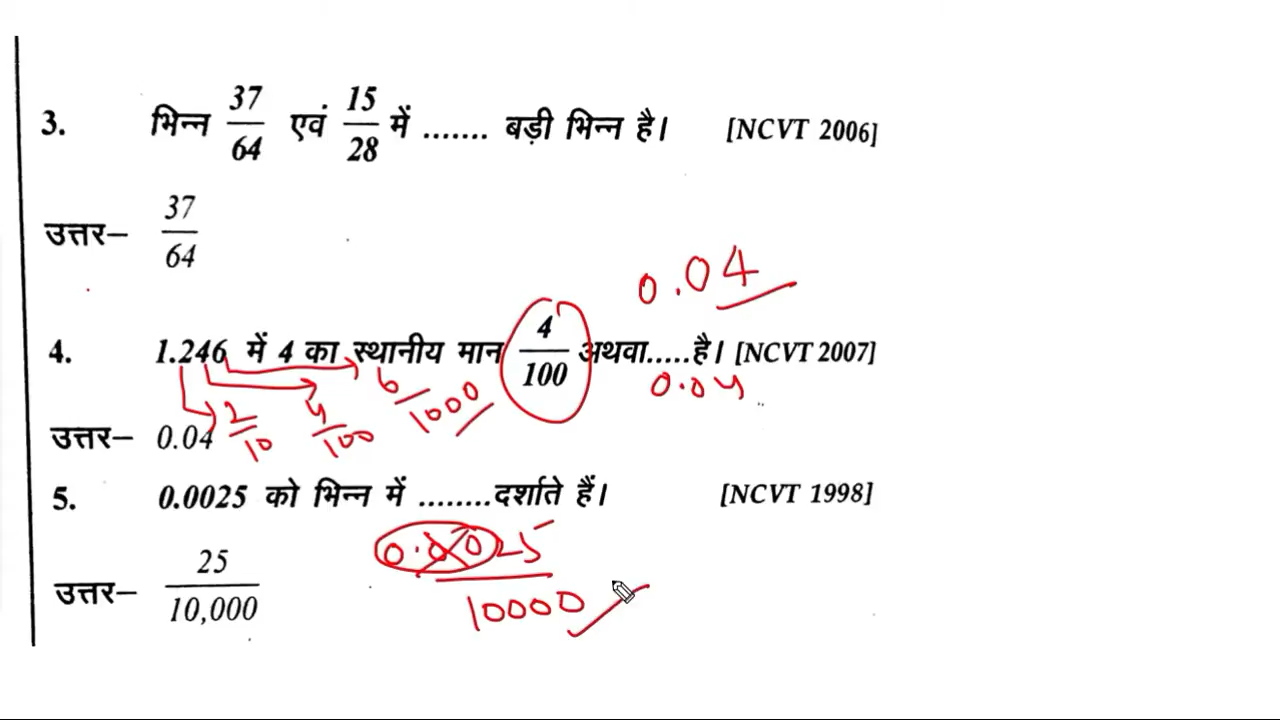 3. भिन्न 37/64 एवं 15/28 में ....... बड़ी भिन्न है। [NCVT 2006]
उत्तर– 37/64
0.04
4. 1.246 में 4 का स्थानीय मान 4/100 अथवा.....है। [NCVT 2007]
0.04
2/10 4/100 6/1000
उत्तर– 0.04
5. 0.0025 को भिन्न में ........दर्शाते हैं। [NCVT 1998]
0.0025/10000
उत्तर– 25/10,000